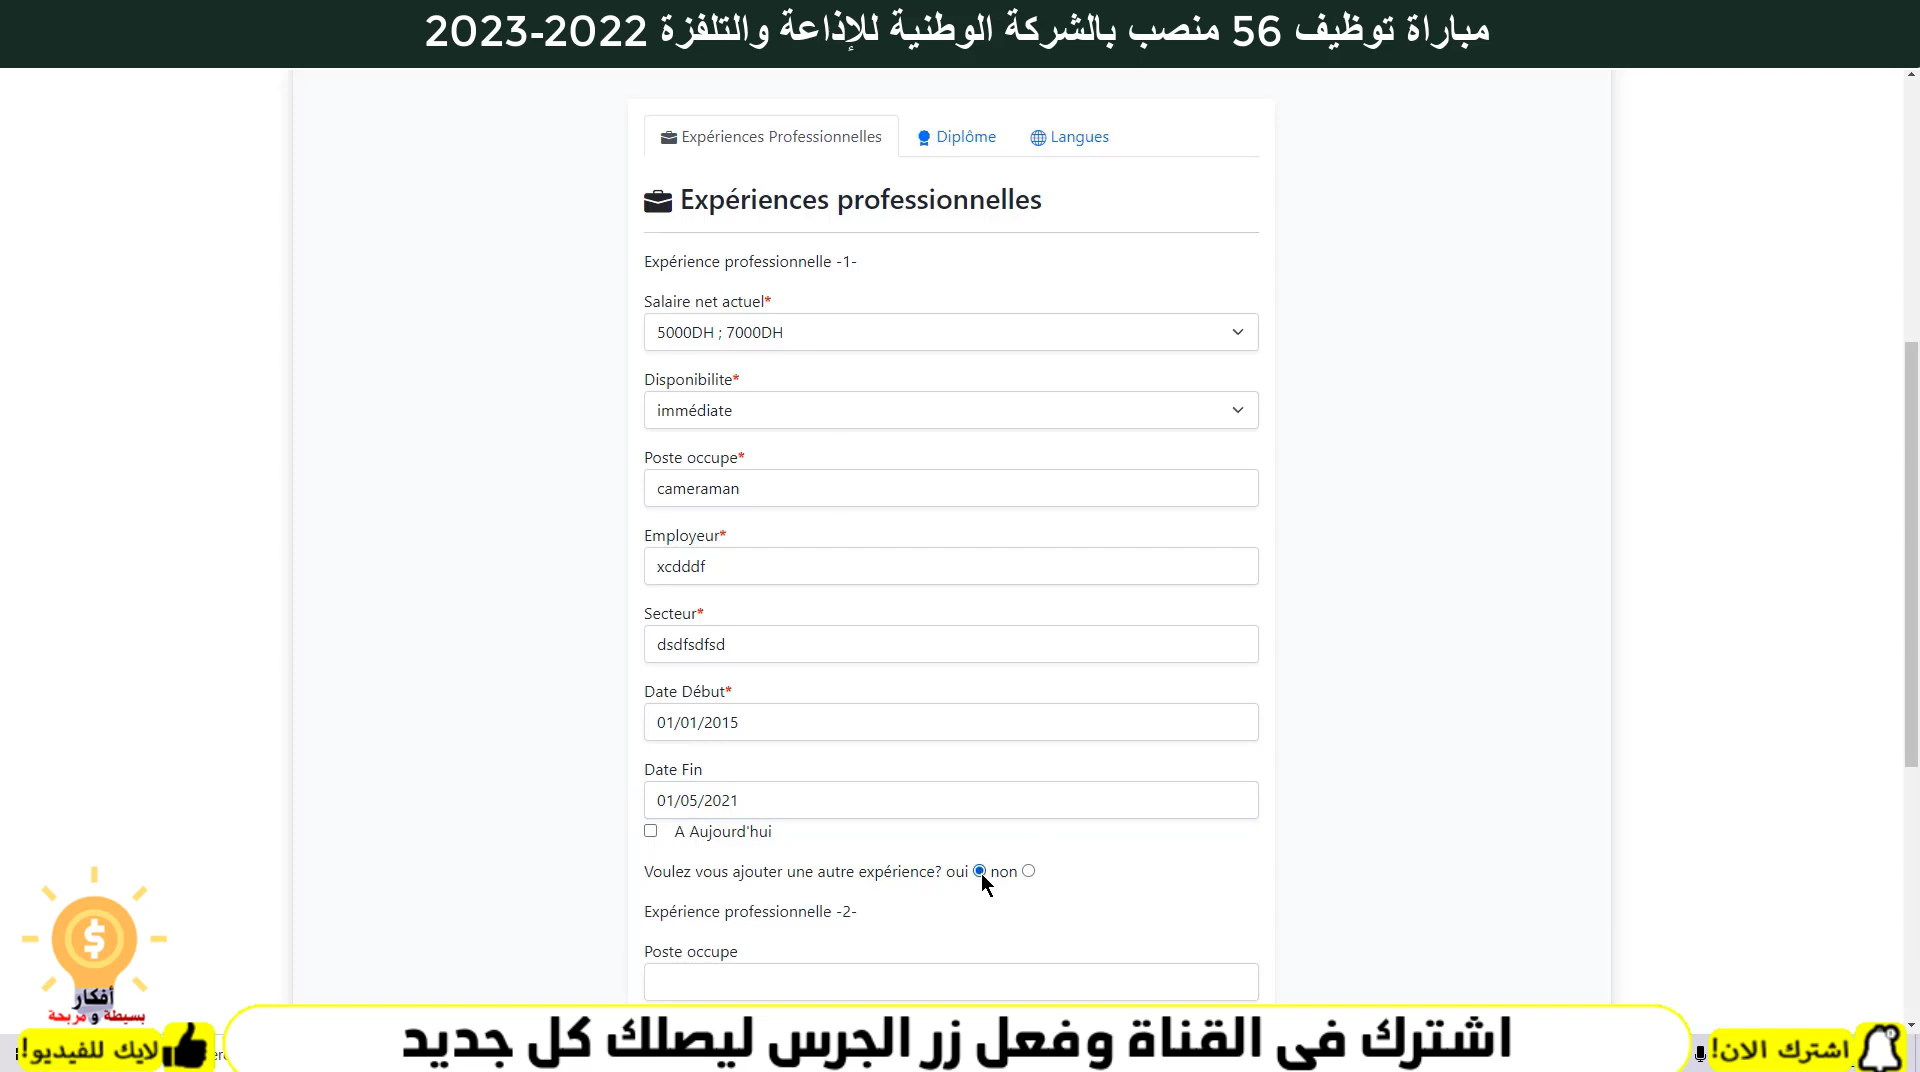 مباراة توظيف 56 منصب بالشركة الوطنية للإذاعة والتلفزة 2022-2023
Expériences Professionnelles
Diplôme
Langues
Expériences professionnelles
Expérience professionnelle -1-
Salaire net actuel*
5000DH ; 7000DH
Disponibilite*
immédiate
Poste occupe*
cameraman
Employeur*
xcdddf
Secteur*
dsdfsdfsd
Date Début*
01/01/2015
Date Fin
01/05/2021
A Aujourd'hui
Voulez vous ajouter une autre expérience? oui non
Expérience professionnelle -2-
Poste occupe
أفكار
بسيطة و مربحة
لايك للفيديو!
اشترك فى القناة وفعل زر الجرس ليصلك كل جديد
اشترك الان!